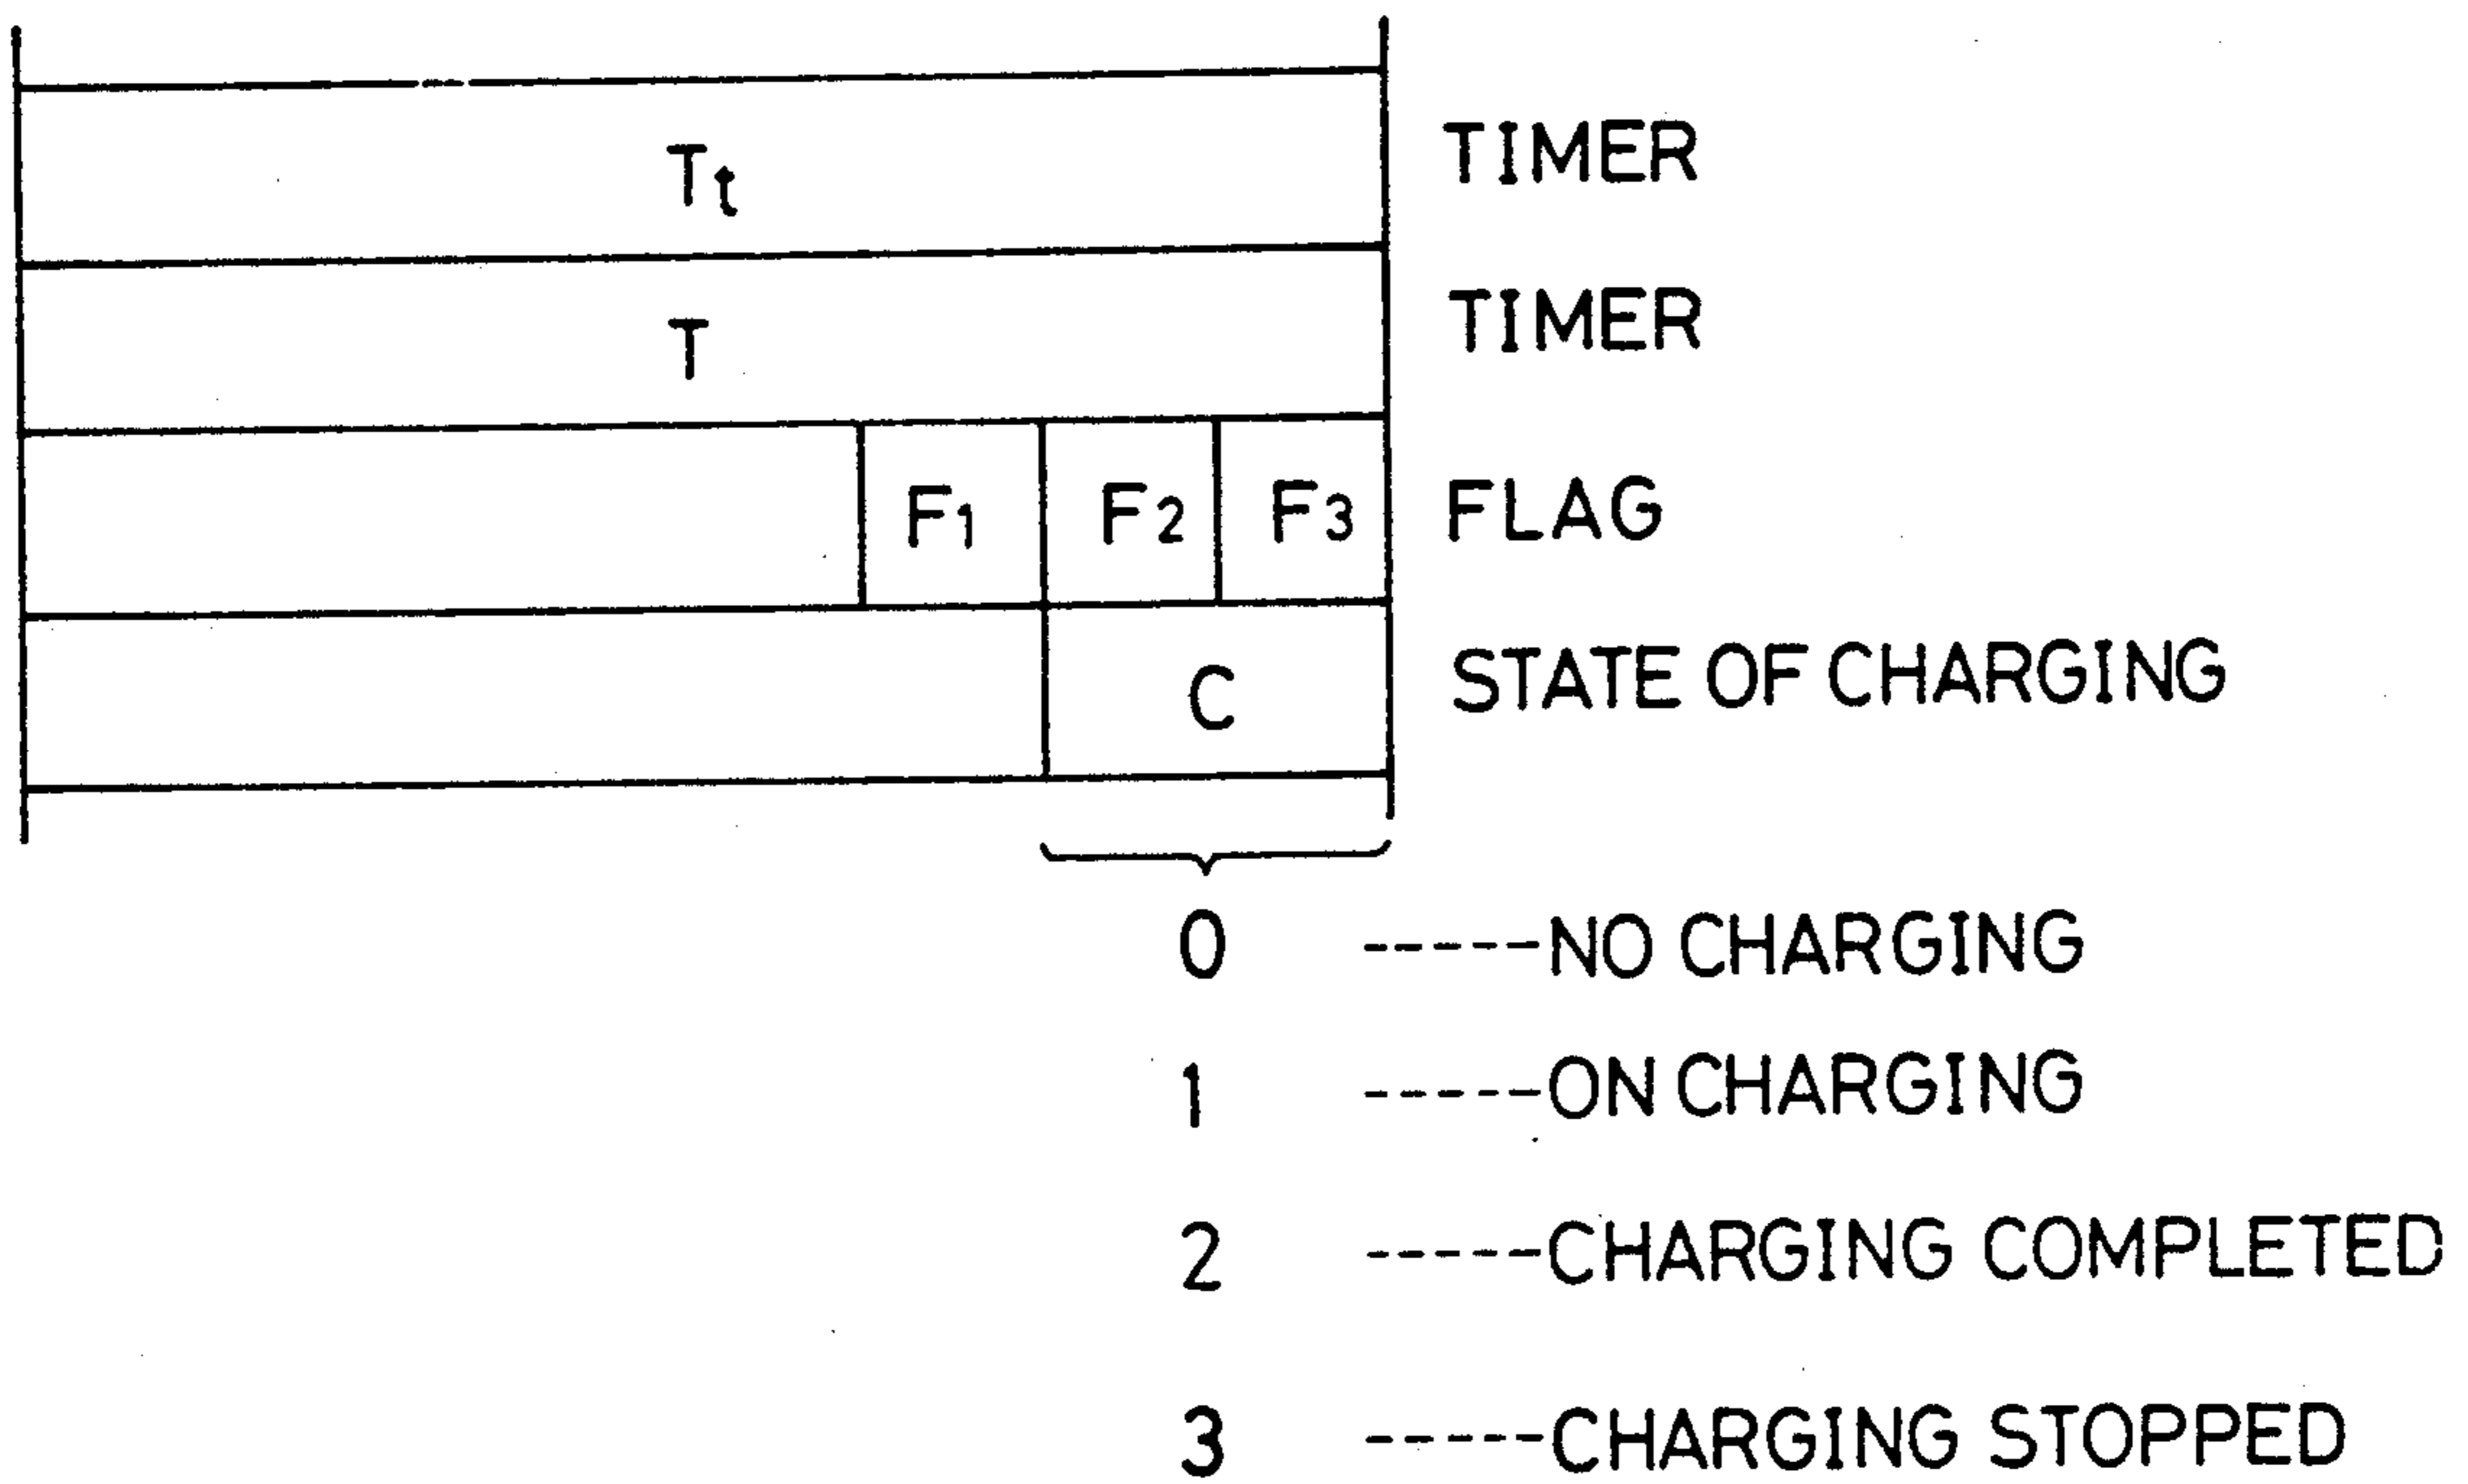 Tt TIMER
T TIMER
F1 F2 F3 FLAG
C STATE OF CHARGING
0 -----NO CHARGING
1 -----ON CHARGING
2 -----CHARGING COMPLETED
3 -----CHARGING STOPPED